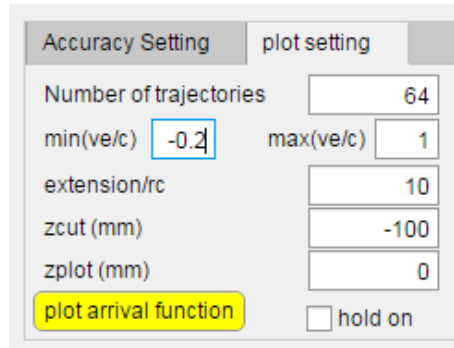 Accuracy Setting plot setting
Number of trajectories 64
min(ve/c) -0.2 max(ve/c) 1
extension/rc 10
zcut (mm) -100
zplot (mm) 0
plot arrival function hold on